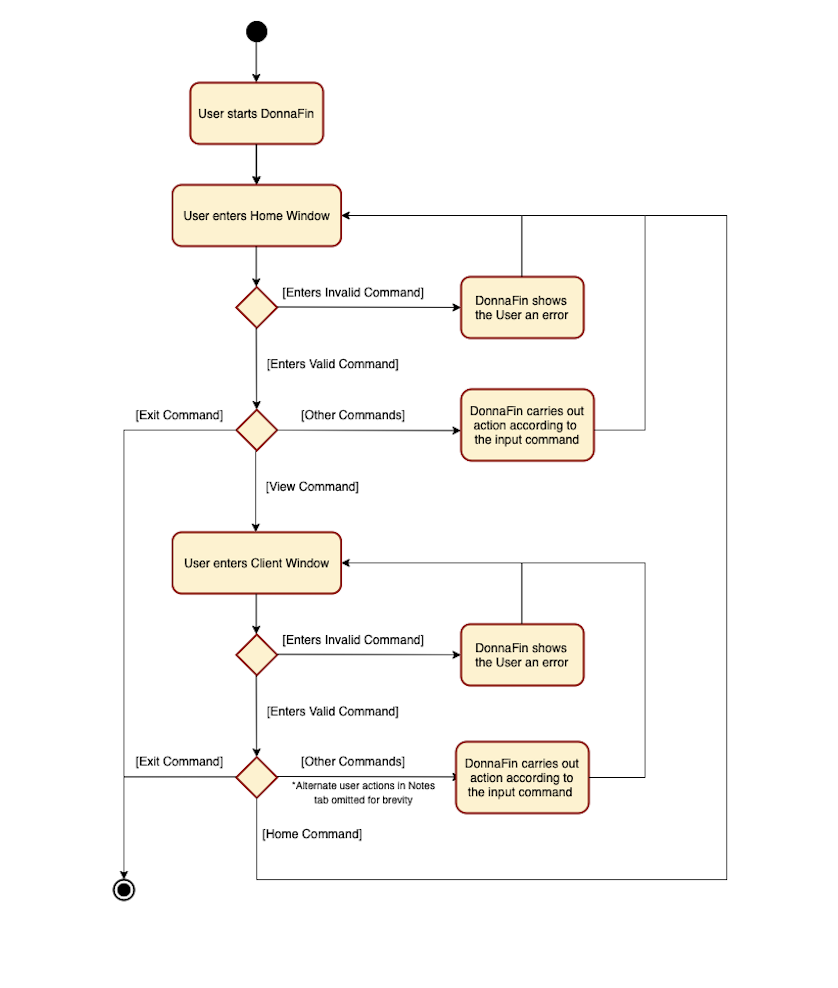 User starts DonnaFin
User enters Home Window
[Enters Invalid Command]
DonnaFin shows
the User an error
[Enters Valid Command]
[Exit Command]
[Other Commands]
DonnaFin carries out
action according to
the input command
[View Command]
User enters Client Window
[Enters Invalid Command]
DonnaFin shows
the User an error
[Enters Valid Command]
[Exit Command]
[Other Commands]
*Alternate user actions in Notes
tab omitted for brevity
DonnaFin carries out
action according to
the input command
[Home Command]